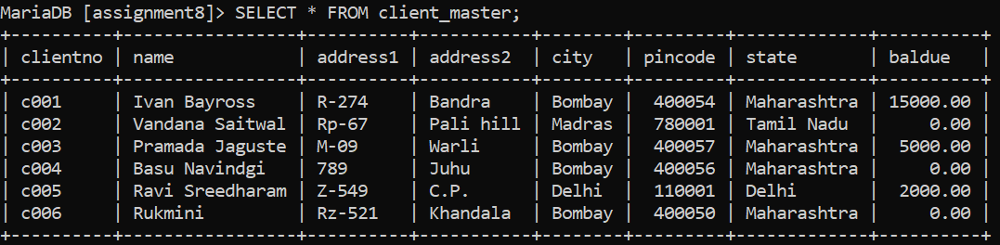 MariaDB [assignment8]> SELECT * FROM client_master;
+----------+-----------------+----------+-----------+--------+---------+-------------+----------+
| clientno | name            | address1 | address2  | city   | pincode | state       | baldue   |
+----------+-----------------+----------+-----------+--------+---------+-------------+----------+
| c001     | Ivan Bayross    | R-274    | Bandra    | Bombay |  400054 | Maharashtra | 15000.00 |
| c002     | Vandana Saitwal | Rp-67    | Pali hill | Madras |  780001 | Tamil Nadu  |     0.00 |
| c003     | Pramada Jaguste | M-09     | Warli     | Bombay |  400057 | Maharashtra |  5000.00 |
| c004     | Basu Navindgi   | 789      | Juhu      | Bombay |  400056 | Maharashtra |     0.00 |
| c005     | Ravi Sreedharam | Z-549    | C.P.      | Delhi  |  110001 | Delhi       |  2000.00 |
| c006     | Rukmini         | Rz-521   | Khandala  | Bombay |  400050 | Maharashtra |     0.00 |
+----------+-----------------+----------+-----------+--------+---------+-------------+----------+